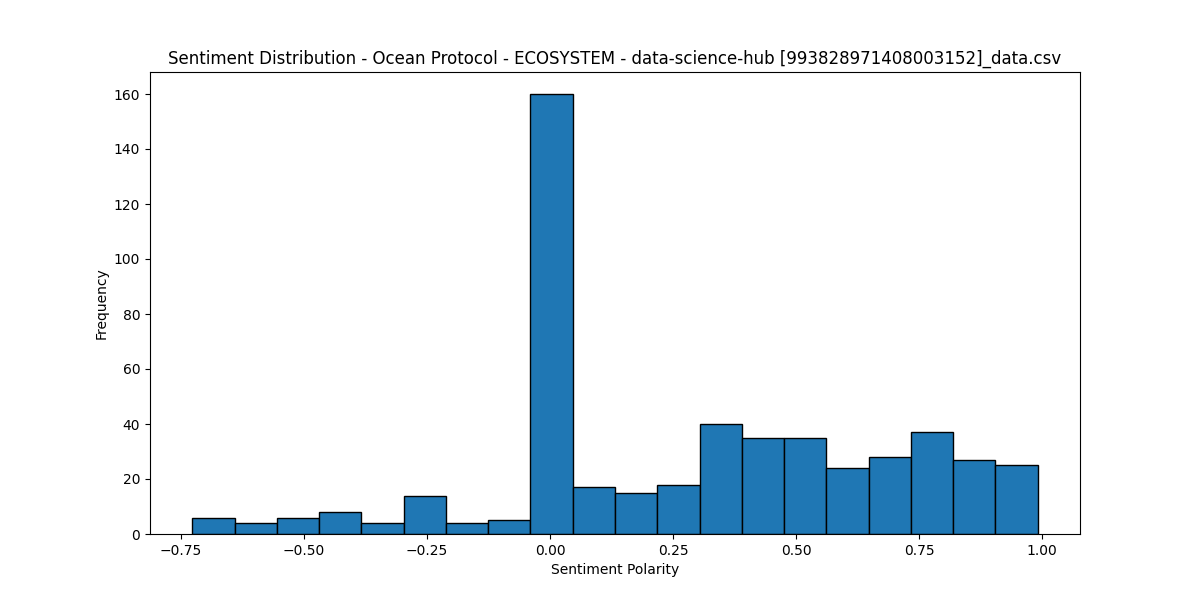 Sentiment Distribution - Ocean Protocol - ECOSYSTEM - data-science-hub [993828971408003152]_data.csv
160
140
120
100
80
60
40
20
0
Frequency
−0.75 −0.50 −0.25 0.00 0.25 0.50 0.75 1.00
Sentiment Polarity